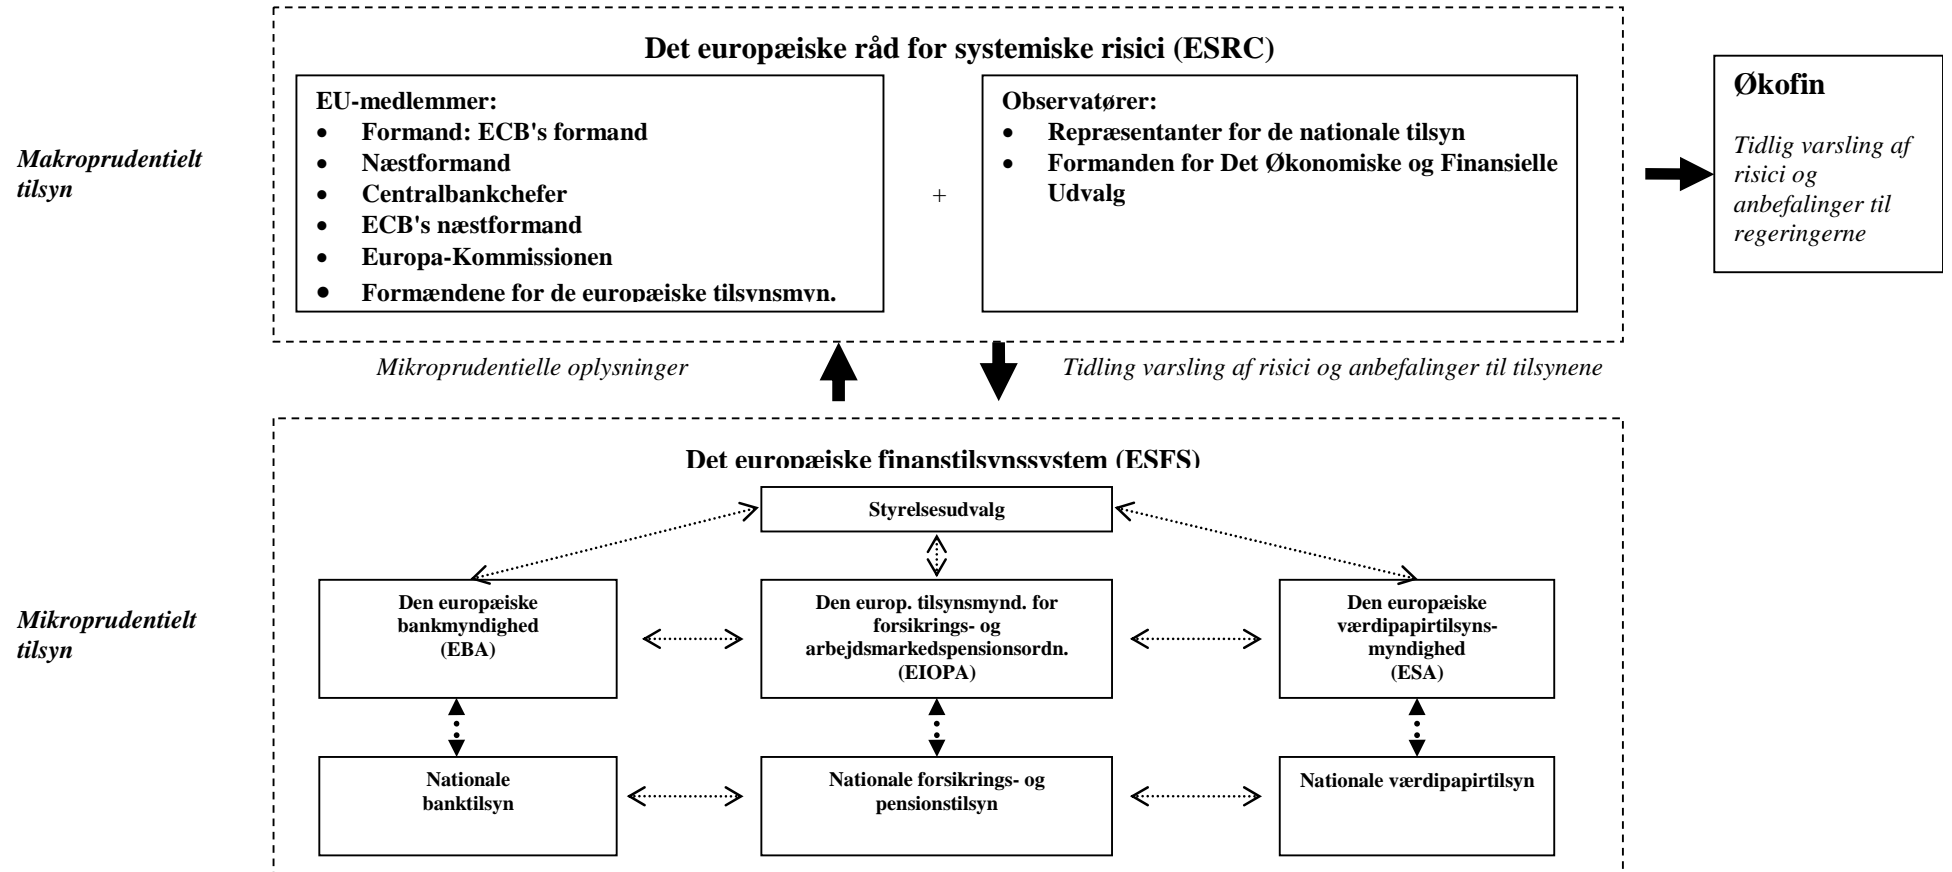 Det europæiske råd for systemiske risici (ESRC)
EU-medlemmer:
• Formand: ECB's formand
• Næstformand
• Centralbankchefer
• ECB's næstformand
• Europa-Kommissionen
• Formændene for de europæiske tilsynsmyn.
+
Observatører:
• Repræsentanter for de nationale tilsyn
• Formanden for Det Økonomiske og Finansielle
Udvalg
Økofin
Tidlig varsling af
risici og
anbefalinger til
regeringerne
Makroprudentielt
tilsyn
Mikroprudentielle oplysninger
Tidling varsling af risici og anbefalinger til tilsynene
Det europæiske finanstilsynssystem (ESFS)
Styrelsesudvalg
Mikroprudentielt
tilsyn
Den europæiske
bankmyndighed
(EBA)
Den europ. tilsynsmynd. for
forsikrings- og
arbejdsmarkedspensionsordn.
(EIOPA)
Den europæiske
værdipapirtilsyns-
myndighed
(ESA)
Nationale
banktilsyn
Nationale forsikrings- og
pensionstilsyn
Nationale værdipapirtilsyn